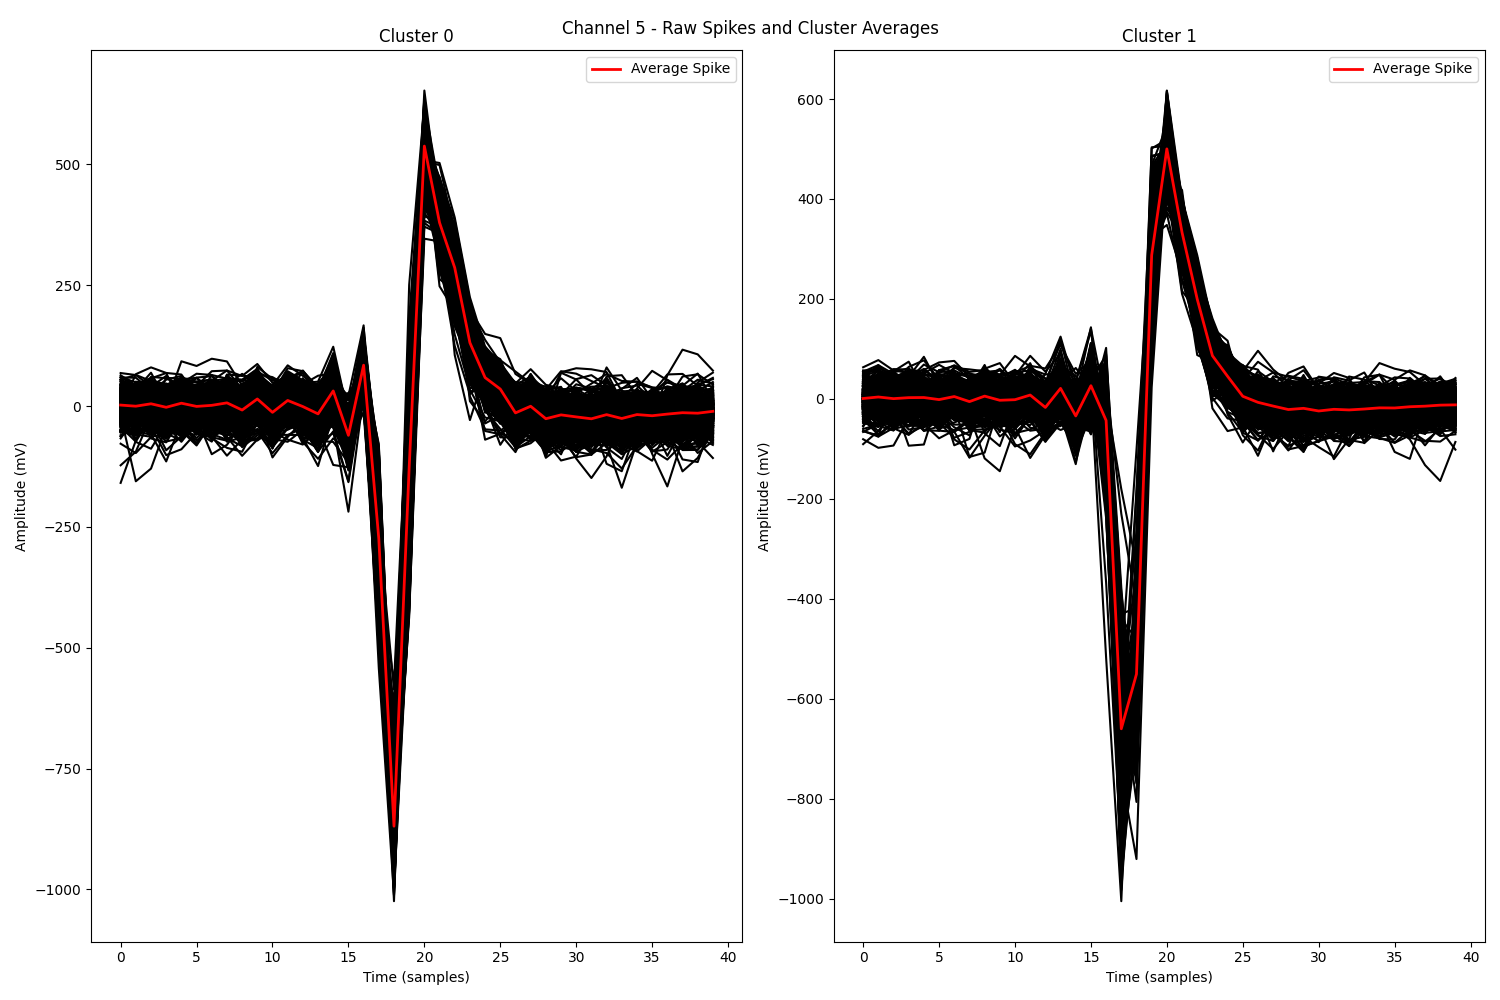 Channel 5 - Raw Spikes and Cluster Averages
Cluster 0
Average Spike
500
250
0
−250
−500
−750
−1000
Amplitude (mV)
0 5 10 15 20 25 30 35 40
Time (samples)
Cluster 1
Average Spike
600
400
200
0
−200
−400
−600
−800
−1000
Amplitude (mV)
0 5 10 15 20 25 30 35 40
Time (samples)